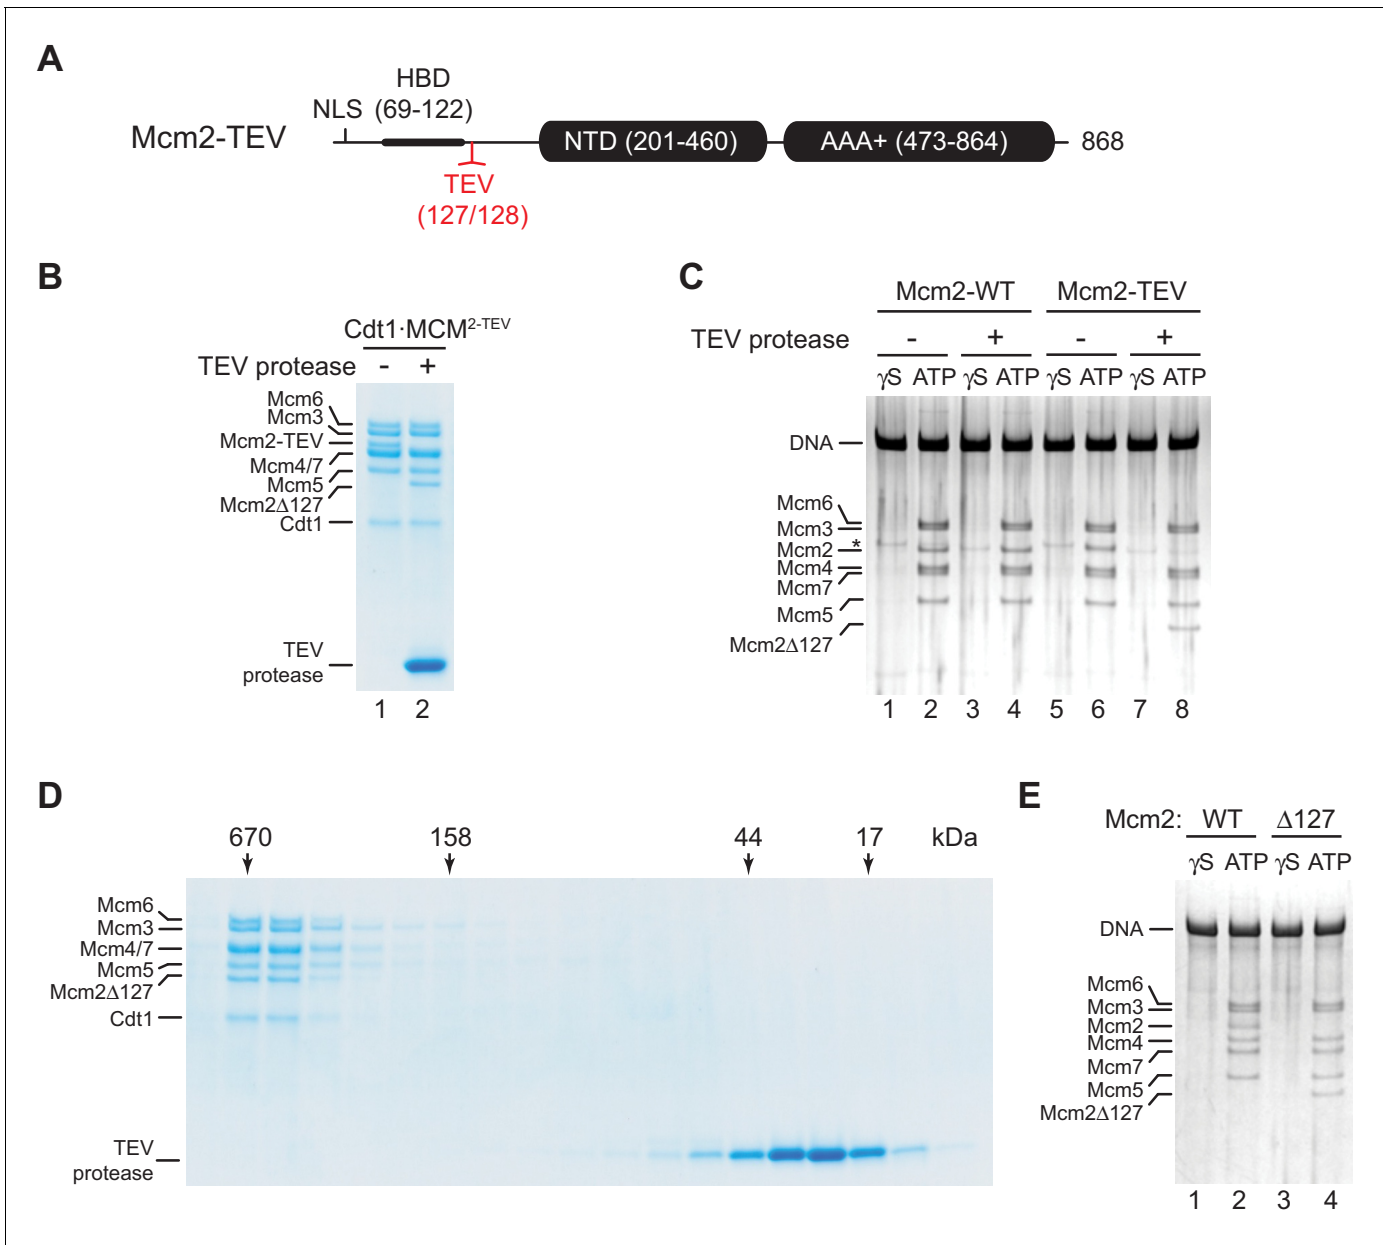 A
HBD
NLS (69-122)
Mcm2-TEV
NTD (201-460)
AAA+ (473-864)
868
TEV
(127/128)
B
Cdt1·MCM2-TEV
TEV protease - +
Mcm6
Mcm3
Mcm2-TEV
Mcm4/7
Mcm5
Mcm2Δ127
Cdt1
TEV
protease
1 2
C
Mcm2-WT Mcm2-TEV
TEV protease - + - +
γS ATP γS ATP γS ATP γS ATP
DNA
Mcm6
Mcm3
Mcm2 *
Mcm4
Mcm7
Mcm5
Mcm2Δ127
1 2 3 4 5 6 7 8
D
670 158 44 17 kDa
Mcm6
Mcm3
Mcm4/7
Mcm5
Mcm2Δ127
Cdt1
TEV
protease
E
Mcm2: WT Δ127
γS ATP γS ATP
DNA
Mcm6
Mcm3
Mcm2
Mcm4
Mcm7
Mcm5
Mcm2Δ127
1 2 3 4